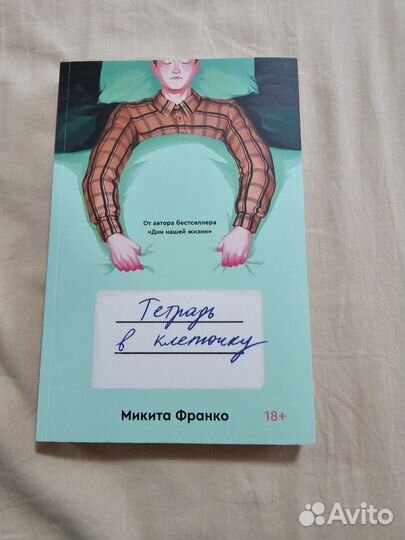 От автора бестселлера
«Дни нашей жизни»
Тетрадь
в клеточку
Микита Франко
18+
Avito